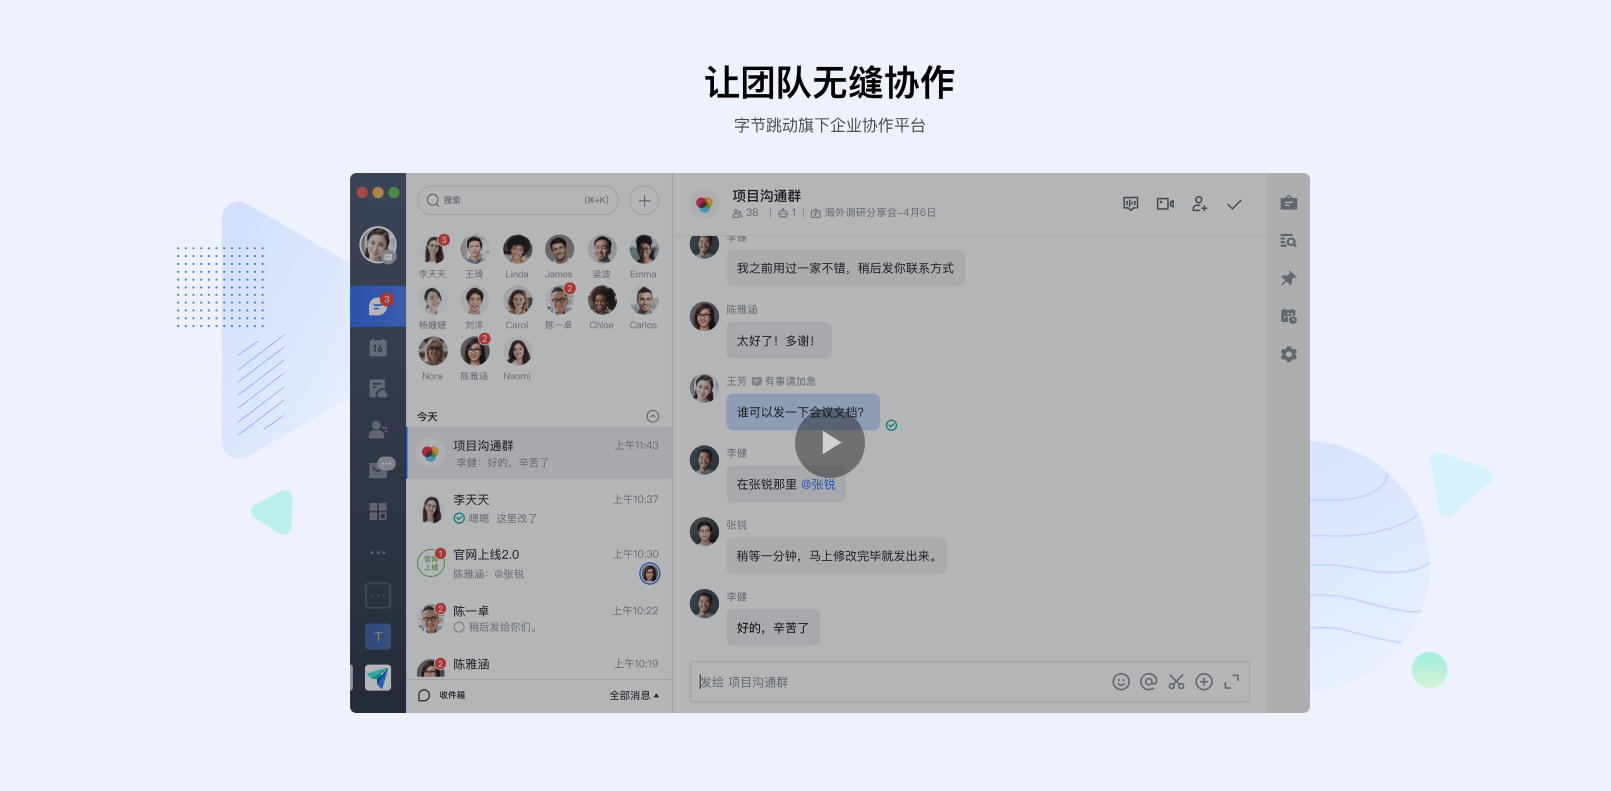 让团队无缝协作
字节跳动旗下企业协作平台
搜索 (⌘+K)
3
李天天 王琦 Linda James 梁波 Emma
2
杨姗姗 刘洋 Carol 陈一卓 Chloe Carlos
2
Nora 陈雅涵 Naomi
3
16
T
今天
项目沟通群 上午11:43
李健：好的，辛苦了
李天天 上午10:37
嗯嗯 这里改了
1
官网
上线
官网上线2.0 上午10:30
陈雅涵：@张锐
2
陈一卓 上午10:22
稍后发给你们。
2
陈雅涵 上午10:19
收件箱 全部消息
项目沟通群
38 | 1 | 海外调研分享会-4月6日
李健
我之前用过一家不错，稍后发你联系方式
陈雅涵
太好了！多谢！
王芳 有事请加急
谁可以发一下会议文档？
李健
在张锐那里 @张锐
张锐
稍等一分钟，马上修改完毕就发出来。
李健
好的，辛苦了
发给 项目沟通群